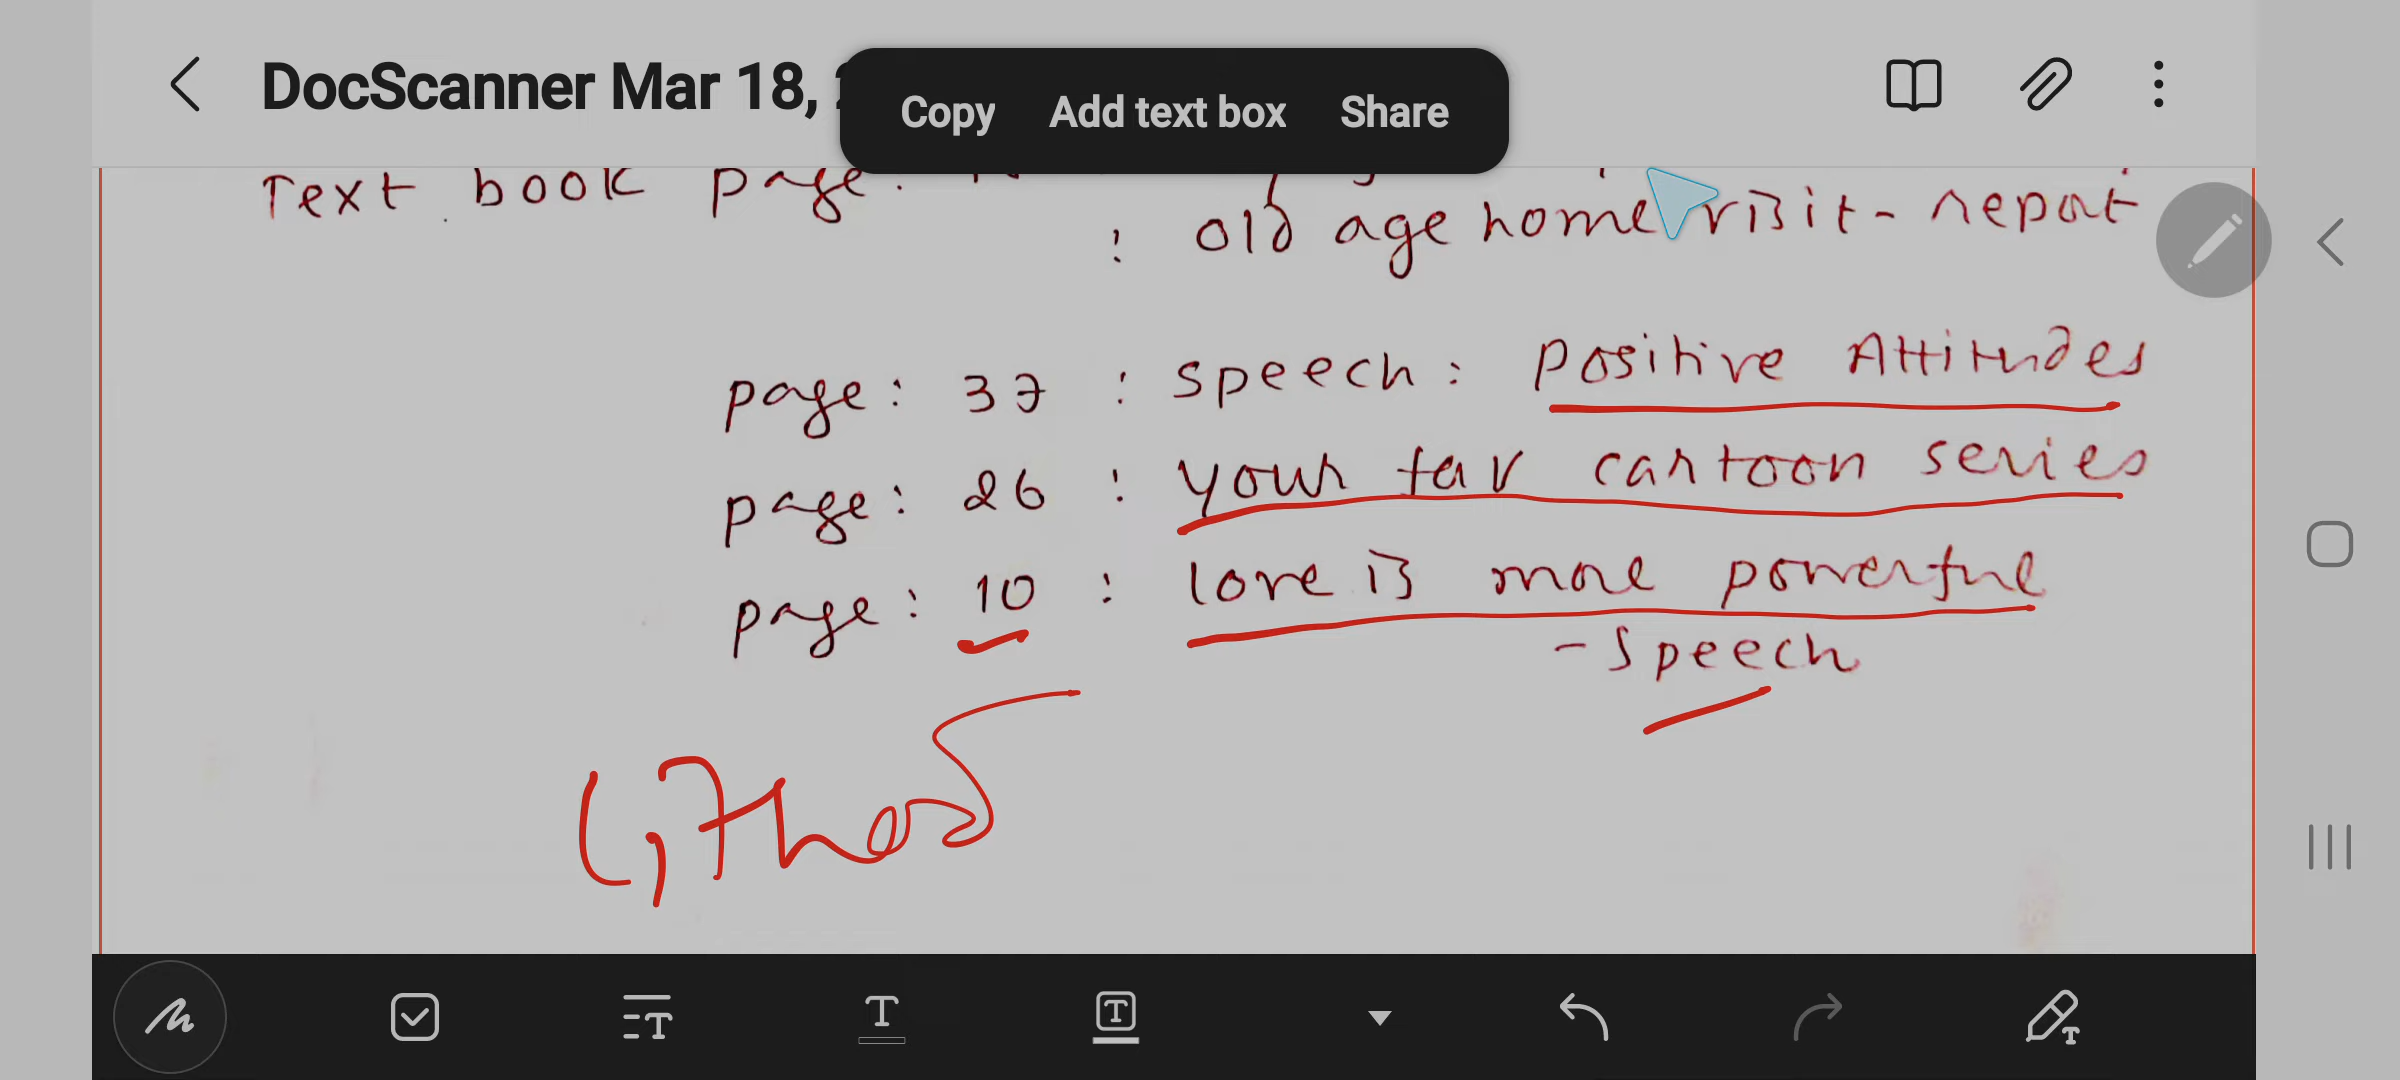 DocScanner Mar 18,
Copy Add text box Share
Text book page:
: old age home visit - report
page: 37 : speech: positive Attitudes
page: 26 : your fav cartoon series
page: 10 : love is more powerful
- speech